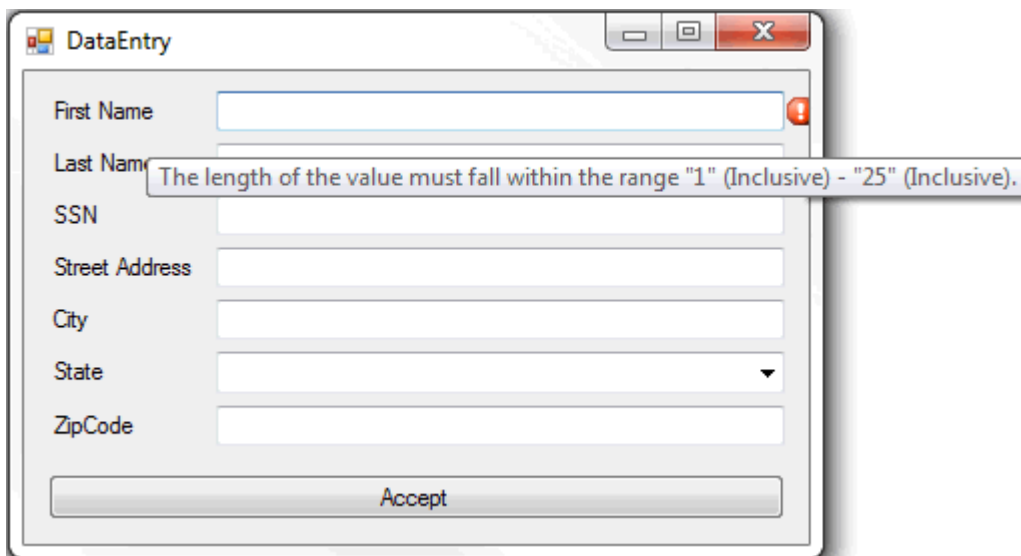 DataEntry
First Name
Last Name
The length of the value must fall within the range "1" (Inclusive) - "25" (Inclusive).
SSN
Street Address
City
State
ZipCode
Accept